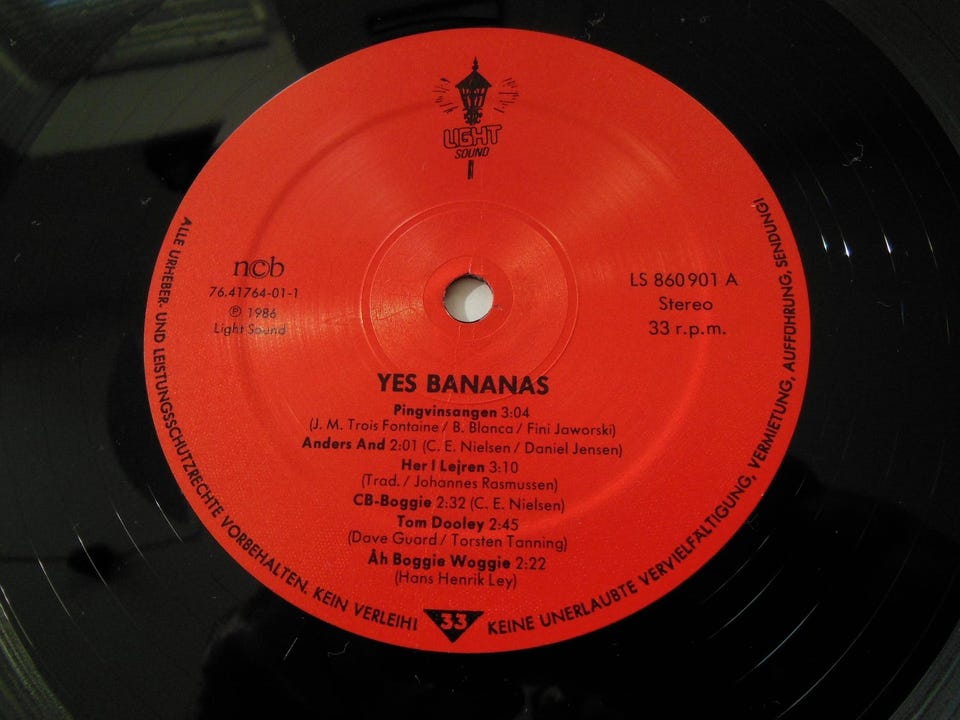 LIGHT
SOUND
ncb
76.41764-01-1
℗ 1986
Light Sound
LS 860901 A
Stereo
33 r.p.m.
YES BANANAS
Pingvinsangen 3:04
(J. M. Trois Fontaine / B. Blanca / Fini Jaworski)
Anders And 2:01 (C. E. Nielsen / Daniel Jensen)
Her I Lejren 3:10
(Trad. / Johannes Rasmussen)
CB-Boggie 2:32 (C. E. Nielsen)
Tom Dooley 2:45
(Dave Guard / Torsten Tanning)
Åh Boggie Woggie 2:22
(Hans Henrik Ley)
ALLE URHEBER- UND LEISTUNGSSCHUTZRECHTE VORBEHALTEN. KEIN VERLEIH!
33
KEINE UNERLAUBTE VERVIELFÄLTIGUNG, VERMIETUNG, AUFFÜHRUNG, SENDUNG!